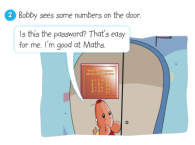 2 Bobby sees some numbers on the door.
Is this the password? That's easy
for me. I'm good at Maths.